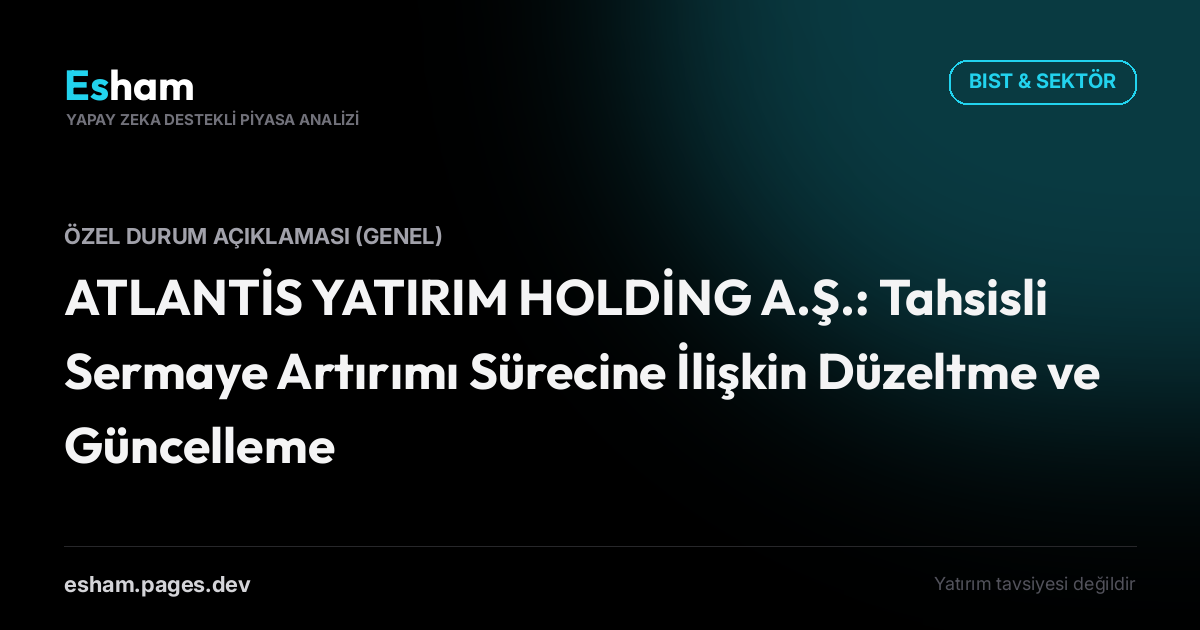 Esham
YAPAY ZEKA DESTEKLİ PİYASA ANALİZİ
BIST & SEKTÖR
ÖZEL DURUM AÇIKLAMASI (GENEL)
ATLANTİS YATIRIM HOLDİNG A.Ş.: Tahsisli
Sermaye Artırımı Sürecine İlişkin Düzeltme ve
Güncelleme
esham.pages.dev
Yatırım tavsiyesi değildir